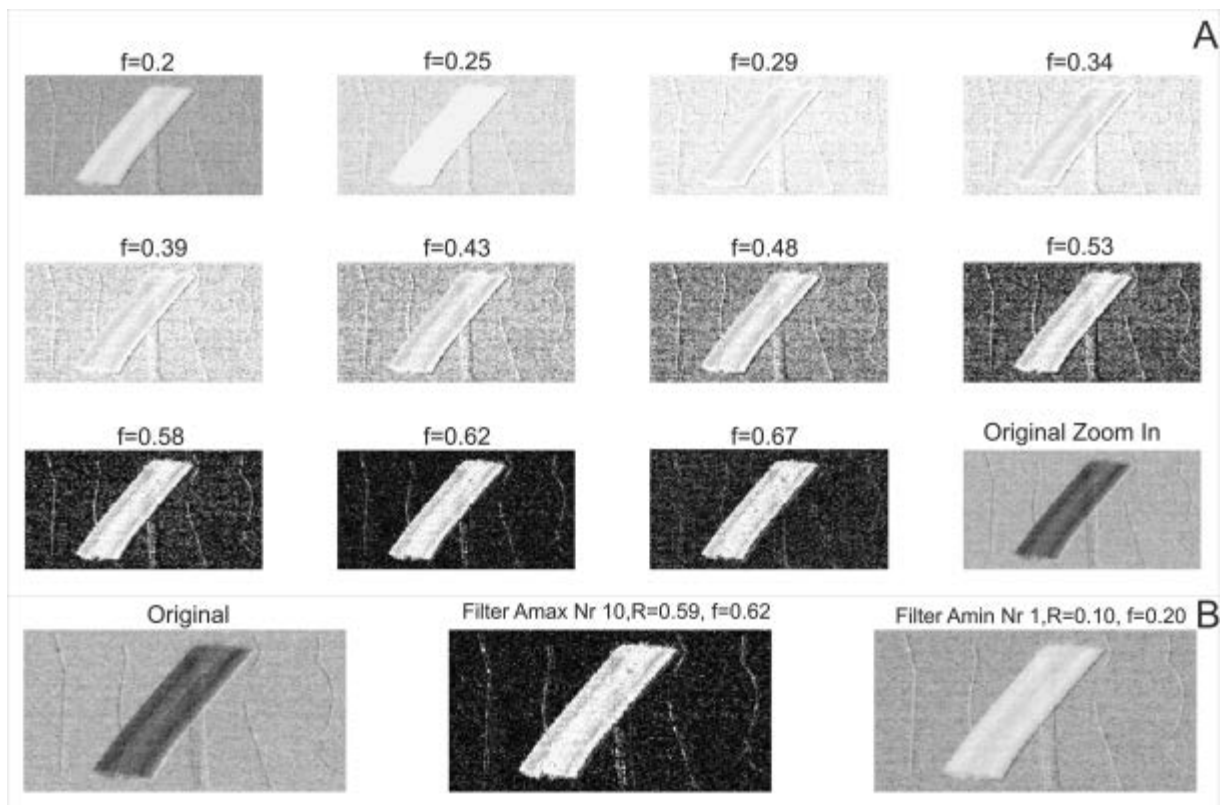 A
f=0.2
f=0.25
f=0.29
f=0.34
f=0.39
f=0.43
f=0.48
f=0.53
f=0.58
f=0.62
f=0.67
Original Zoom In
B
Original
Filter Amax Nr 10,R=0.59, f=0.62
Filter Amin Nr 1,R=0.10, f=0.20